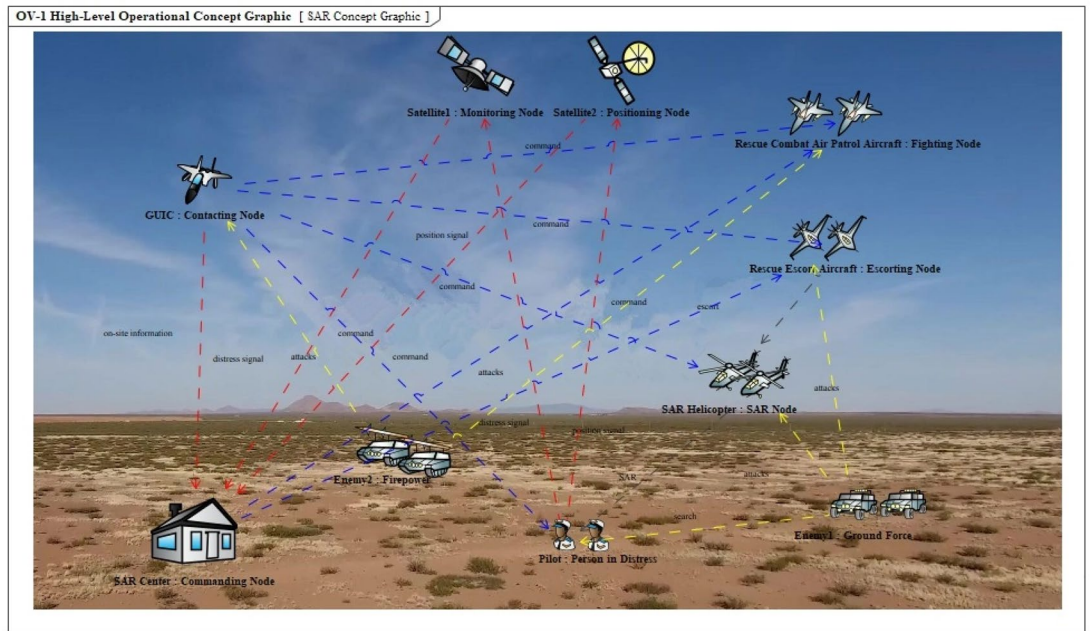 OV-1 High-Level Operational Concept Graphic [ SAR Concept Graphic ]
Satellite1 : Monitoring Node
Satellite2 : Positioning Node
Rescue Combat Air Patrol Aircraft : Fighting Node
command
GUIC : Contacting Node
command
position signal
Rescue Escort Aircraft : Escorting Node
command
command
escort
on-site information
distress signal
attacks
command
command
attacks
attacks
SAR Helicopter : SAR Node
distress signal
position signal
Enemy2 : Firepower
SAR
attacks
search
Enemy1 : Ground Force
Pilot : Person in Distress
SAR Center : Commanding Node